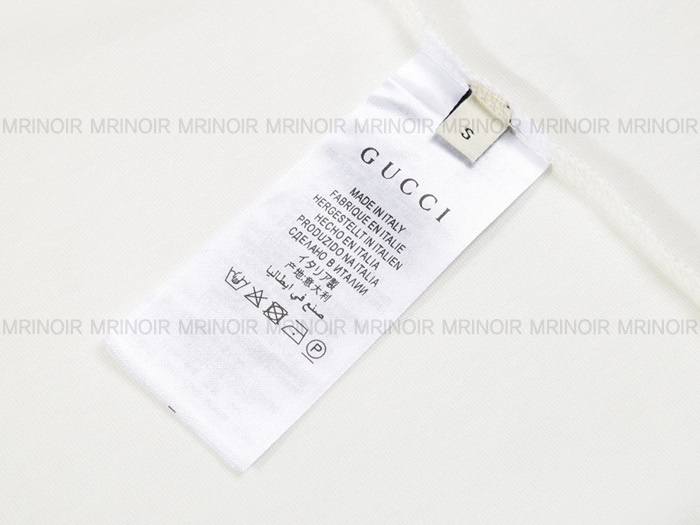 MRINOIR MRINOIR MRINOIR MRINOIR MRINOIR MRINOIR MRINOIR MRINOIR
S
GUCCI
MADE IN ITALY
FABRIQUE EN ITALIE
HERGESTELLT IN ITALIEN
HECHO EN ITALIA
PRODUZIDO NA ITALIA
СДЕЛАНО В ИТАЛИИ
イタリア製
产地:意大利
صنع في ايطاليا
P
MRINOIR MRINOIR MRINOIR MRINOIR MRINOIR MRINOIR MRINOIR MRINOIR